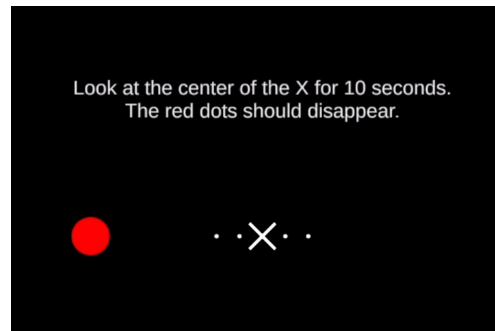 Look at the center of the X for 10 seconds.
The red dots should disappear.